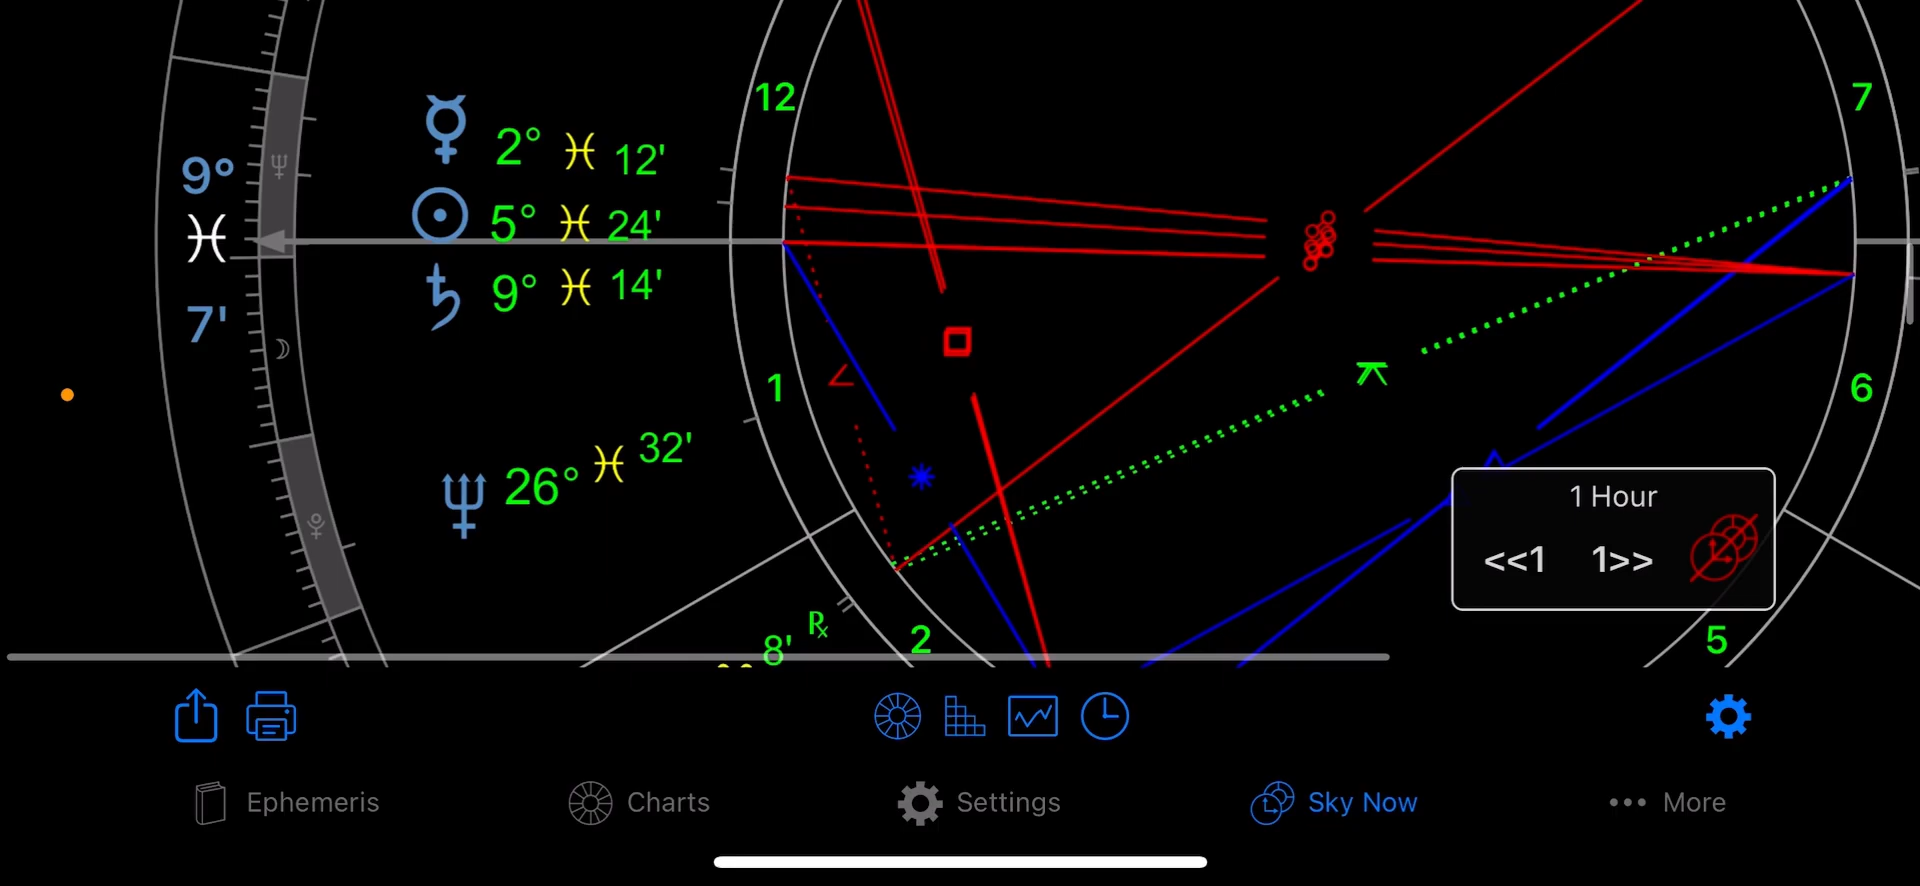 12
7
9°
♓
7'
☿ 2° ♓ 12'
☉ 5° ♓ 24'
♄ 9° ♓ 14'
1
6
♆ 26° ♓ 32'
1 Hour
<<1 1>>
8' ℞
2
5
Ephemeris
Charts
Settings
Sky Now
More